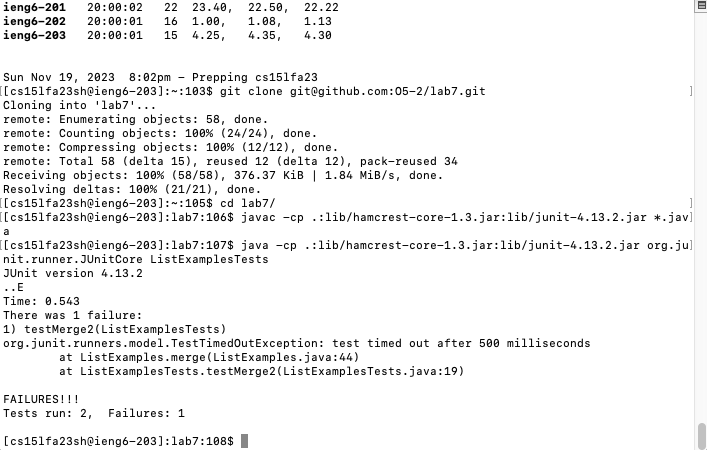 ieng6-201   20:00:02   22  23.40,  22.50,  22.22
ieng6-202   20:00:01   16  1.00,  1.08,  1.13
ieng6-203   20:00:02   15  4.25,  4.35,  4.30
Sun Nov 19, 2023  8:02pm - Prepping cs15lfa23
[[cs15lfa23sh@ieng6-203]:~:103$ git clone git@github.com:O5-2/lab7.git ]
Cloning into 'lab7'...
remote: Enumerating objects: 58, done.
remote: Counting objects: 100% (24/24), done.
remote: Compressing objects: 100% (12/12), done.
remote: Total 58 (delta 15), reused 12 (delta 12), pack-reused 34
Receiving objects: 100% (58/58), 376.37 KiB | 1.84 MiB/s, done.
Resolving deltas: 100% (21/21), done.
[[cs15lfa23sh@ieng6-203]:~:105$ cd lab7/ ]
[[cs15lfa23sh@ieng6-203]:lab7:106$ javac -cp .:lib/hamcrest-core-1.3.jar:lib/junit-4.13.2.jar *.jav]
a
[[cs15lfa23sh@ieng6-203]:lab7:107$ java -cp .:lib/hamcrest-core-1.3.jar:lib/junit-4.13.2.jar org.ju]
nit.runner.JUnitCore ListExamplesTests
JUnit version 4.13.2
..E
Time: 0.543
There was 1 failure:
1) testMerge2(ListExamplesTests)
org.junit.runners.model.TestTimedOutException: test timed out after 500 milliseconds
        at ListExamples.merge(ListExamples.java:44)
        at ListExamplesTests.testMerge2(ListExamplesTests.java:19)
FAILURES!!!
Tests run: 2,  Failures: 1
[cs15lfa23sh@ieng6-203]:lab7:108$